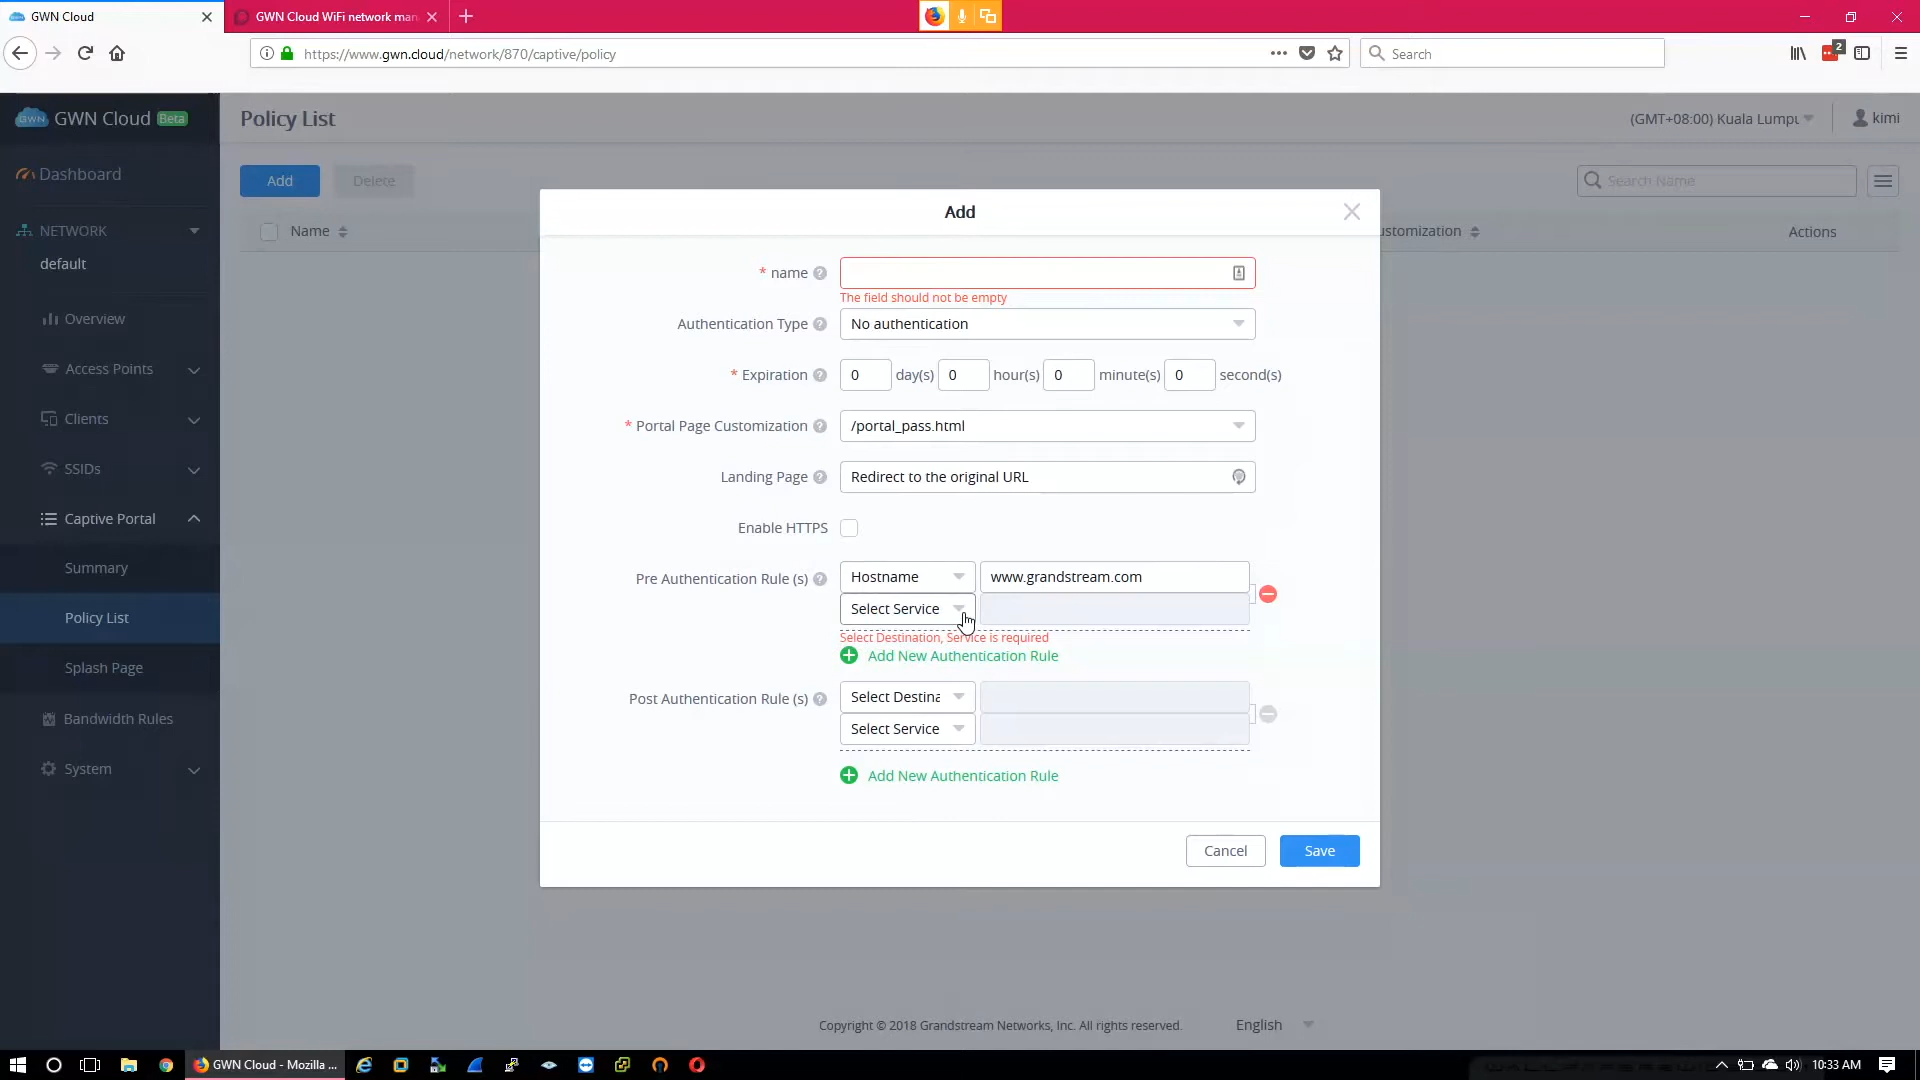 GWN Cloud
GWN Cloud WiFi network man
https://www.gwn.cloud/network/870/captive/policy
Search
2
GWN
GWN Cloud Beta
Policy List
(GMT+08:00) Kuala Lumpu
kimi
Dashboard
Add
Delete
Search Name
NETWORK
default
Name
ustomization
Actions
Overview
Access Points
Clients
SSIDs
Captive Portal
Summary
Policy List
Splash Page
Bandwidth Rules
System
Add
* name
The field should not be empty
Authentication Type
No authentication
* Expiration
0 day(s) 0 hour(s) 0 minute(s) 0 second(s)
* Portal Page Customization
/portal_pass.html
Landing Page
Redirect to the original URL
Enable HTTPS
Pre Authentication Rule (s)
Hostname
www.grandstream.com
Select Service
Select Destination, Service is required
Add New Authentication Rule
Post Authentication Rule (s)
Select Destina
Select Service
Add New Authentication Rule
Cancel
Save
Copyright © 2018 Grandstream Networks, Inc. All rights reserved.
English
GWN Cloud - Mozilla ...
10:33 AM